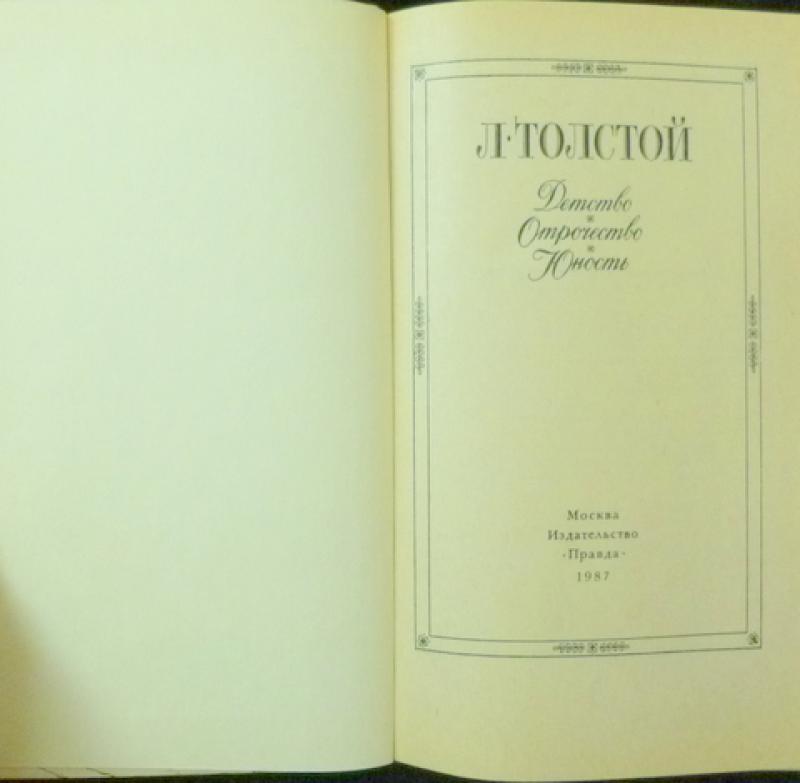 Л·ТОЛСТОЙ
Детство
Отрочество
Юность
Москва
Издательство
«Правда»
1987